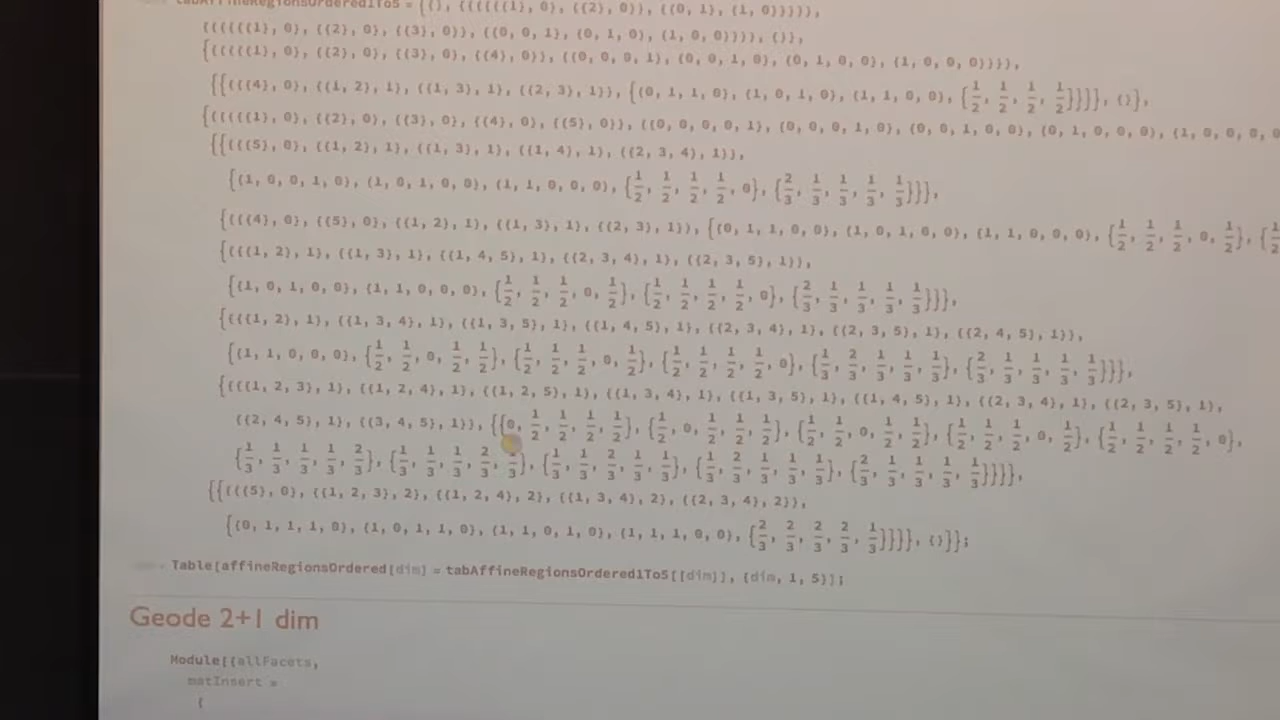 tabAffineRegionsOrdered1To5 = {{}, {{{{{{1}, 0}, {{2}, 0}}, {{0, 1}, {1, 0}}}}},
{{{{{{1}, 0}, {{2}, 0}, {{3}, 0}}, {{0, 0, 1}, {0, 1, 0}, {1, 0, 0}}}}, {}},
{{{{{1}, 0}, {{2}, 0}, {{3}, 0}, {{4}, 0}}, {{0, 0, 0, 1}, {0, 0, 1, 0}, {0, 1, 0, 0}, {1, 0, 0, 0}}}},
{{{{{4}, 0}, {{1, 2}, 1}, {{1, 3}, 1}, {{2, 3}, 1}}, {{0, 1, 1, 0}, {1, 0, 1, 0}, {1, 1, 0, 0}, {1/2, 1/2, 1/2, 1/2}}}}, {}},
{{{{{1}, 0}, {{2}, 0}, {{3}, 0}, {{4}, 0}, {{5}, 0}}, {{0, 0, 0, 0, 1}, {0, 0, 0, 1, 0}, {0, 0, 1, 0, 0}, {0, 1, 0, 0, 0}, {1, 0, 0, 0, 0
{{{{{5}, 0}, {{1, 2}, 1}, {{1, 3}, 1}, {{1, 4}, 1}, {{2, 3, 4}, 1}},
{{1, 0, 0, 1, 0}, {1, 0, 1, 0, 0}, {1, 1, 0, 0, 0}, {1/2, 1/2, 1/2, 1/2, 0}, {2/3, 1/3, 1/3, 1/3, 1/3}}},
{{{{4}, 0}, {{5}, 0}, {{1, 2}, 1}, {{1, 3}, 1}, {{2, 3}, 1}}, {{0, 1, 1, 0, 0}, {1, 0, 1, 0, 0}, {1, 1, 0, 0, 0}, {1/2, 1/2, 1/2, 0, 1/2}, {1/2,
{{{{1, 2}, 1}, {{1, 3}, 1}, {{1, 4, 5}, 1}, {{2, 3, 4}, 1}, {{2, 3, 5}, 1}},
{{1, 0, 1, 0, 0}, {1, 1, 0, 0, 0}, {1/2, 1/2, 1/2, 0, 1/2}, {1/2, 1/2, 1/2, 1/2, 0}, {2/3, 1/3, 1/3, 1/3, 1/3}}},
{{{{1, 2}, 1}, {{1, 3, 4}, 1}, {{1, 3, 5}, 1}, {{1, 4, 5}, 1}, {{2, 3, 4}, 1}, {{2, 3, 5}, 1}, {{2, 4, 5}, 1}},
{{1, 1, 0, 0, 0}, {1/2, 1/2, 0, 1/2, 1/2}, {1/2, 1/2, 1/2, 0, 1/2}, {1/2, 1/2, 1/2, 1/2, 0}, {1/3, 2/3, 1/3, 1/3, 1/3}, {2/3, 1/3, 1/3, 1/3, 1/3}}},
{{{{1, 2, 3}, 1}, {{1, 2, 4}, 1}, {{1, 2, 5}, 1}, {{1, 3, 4}, 1}, {{1, 3, 5}, 1}, {{1, 4, 5}, 1}, {{2, 3, 4}, 1}, {{2, 3, 5}, 1},
{{2, 4, 5}, 1}, {{3, 4, 5}, 1}}, {{0, 1/2, 1/2, 1/2, 1/2}, {1/2, 0, 1/2, 1/2, 1/2}, {1/2, 1/2, 0, 1/2, 1/2}, {1/2, 1/2, 1/2, 0, 1/2}, {1/2, 1/2, 1/2, 1/2, 0},
{1/3, 1/3, 1/3, 1/3, 2/3}, {1/3, 1/3, 1/3, 2/3, 1/3}, {1/3, 1/3, 2/3, 1/3, 1/3}, {1/3, 2/3, 1/3, 1/3, 1/3}, {2/3, 1/3, 1/3, 1/3, 1/3}}}},
{{{{{5}, 0}, {{1, 2, 3}, 2}, {{1, 2, 4}, 2}, {{1, 3, 4}, 2}, {{2, 3, 4}, 2}},
{{0, 1, 1, 1, 0}, {1, 0, 1, 1, 0}, {1, 1, 0, 1, 0}, {1, 1, 1, 0, 0}, {2/3, 2/3, 2/3, 2/3, 1/3}}}}, {}}};
Table[affineRegionsOrdered[dim] = tabAffineRegionsOrdered1To5[[dim]], {dim, 1, 5}];
Geode 2+1 dim
Module[{allFacets,
matInsert =
{